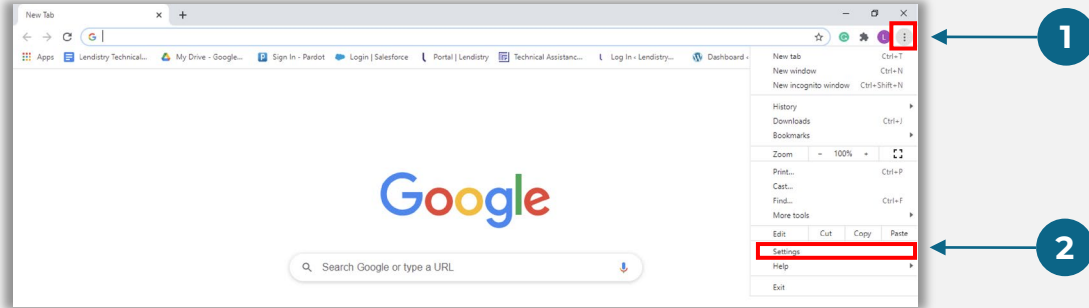 New Tab
1
G
L
Apps Lendistry Technical... My Drive - Google... Sign In - Pardot Login | Salesforce Portal | Lendistry Technical Assistanc... Log In ‹ Lendistry... Dashboard ‹
New tab Ctrl+T
New window Ctrl+N
New incognito window Ctrl+Shift+N
History
Downloads Ctrl+J
Bookmarks
Zoom - 100% +
Print... Ctrl+P
Cast...
Find... Ctrl+F
More tools
Edit Cut Copy Paste
Settings
2
Help
Exit
Google
Search Google or type a URL